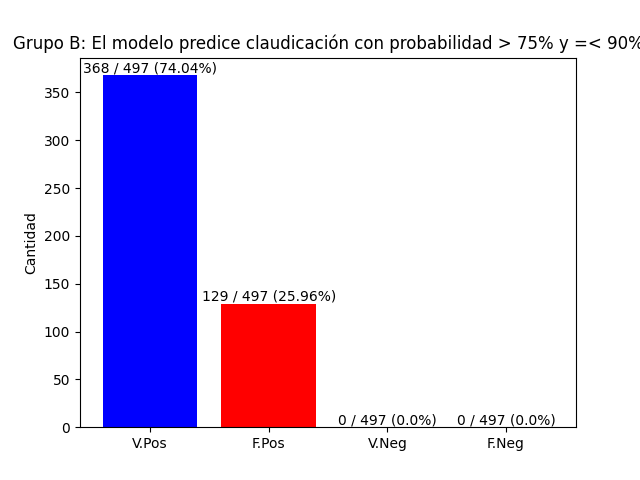 Grupo B: El modelo predice claudicación con probabilidad > 75% y =< 90%
368 / 497 (74.04%)
129 / 497 (25.96%)
0 / 497 (0.0%)
0 / 497 (0.0%)
Cantidad
350
300
250
200
150
100
50
0
V.Pos
F.Pos
V.Neg
F.Neg